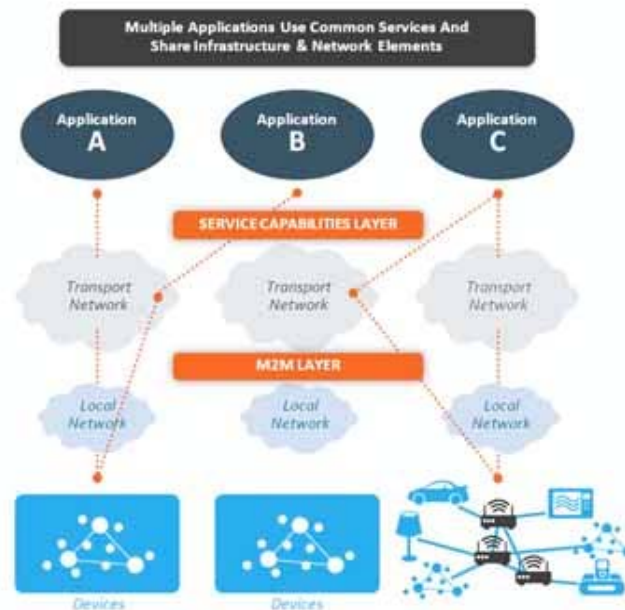 Multiple Applications Use Common Services And
Share Infrastructure & Network Elements
Application
A
Application
B
Application
C
SERVICE CAPABILITIES LAYER
Transport
Network
Transport
Network
Transport
Network
M2M LAYER
Local
Network
Local
Network
Local
Network
Devices
Devices